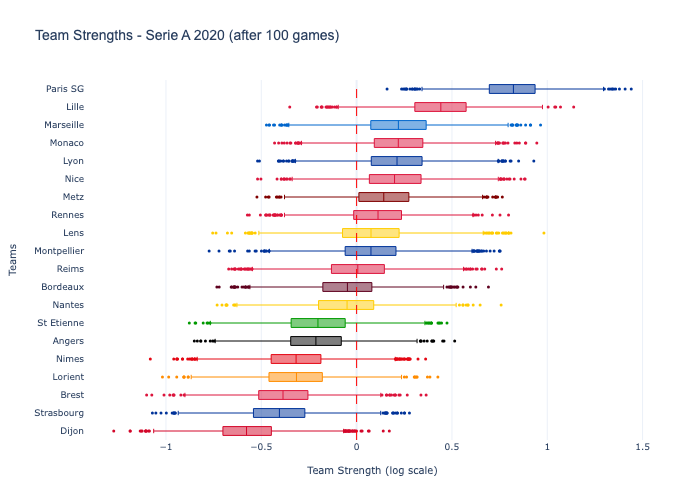 Team Strengths - Serie A 2020 (after 100 games)
Paris SG
Lille
Marseille
Monaco
Lyon
Nice
Metz
Rennes
Lens
Montpellier
Reims
Bordeaux
Nantes
St Etienne
Angers
Nimes
Lorient
Brest
Strasbourg
Dijon
Teams
−1
−0.5
0
0.5
1
1.5
Team Strength (log scale)